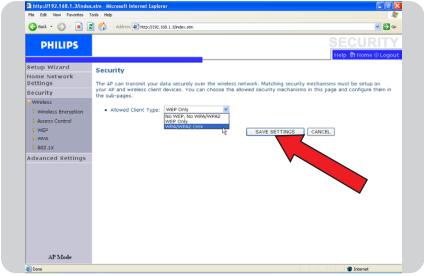 http://192.168.1.3/index.stm - Microsoft Internet Explorer
File Edit View Favorites Tools Help
Back
Address http://192.168.1.3/index.stm
Go
PHILIPS
SECURITY
Help Home Logout
Setup Wizard
Home Network Settings
Security
Wireless
Wireless Encryption
Access Control
WEP
WPA
802.1X
Advanced Settings
AP Mode
Security
The AP can transmit your data securely over the wireless network. Matching security mechanisms must be setup on
your AP and wireless client devices. You can choose the allowed security mechanisms in this page and configure them in
the sub-pages.
• Allowed Client Type: WEP Only
No WEP, No WPA/WPA2
WEP Only
WPA/WPA2 Only
SAVE SETTINGS CANCEL
Done
Internet